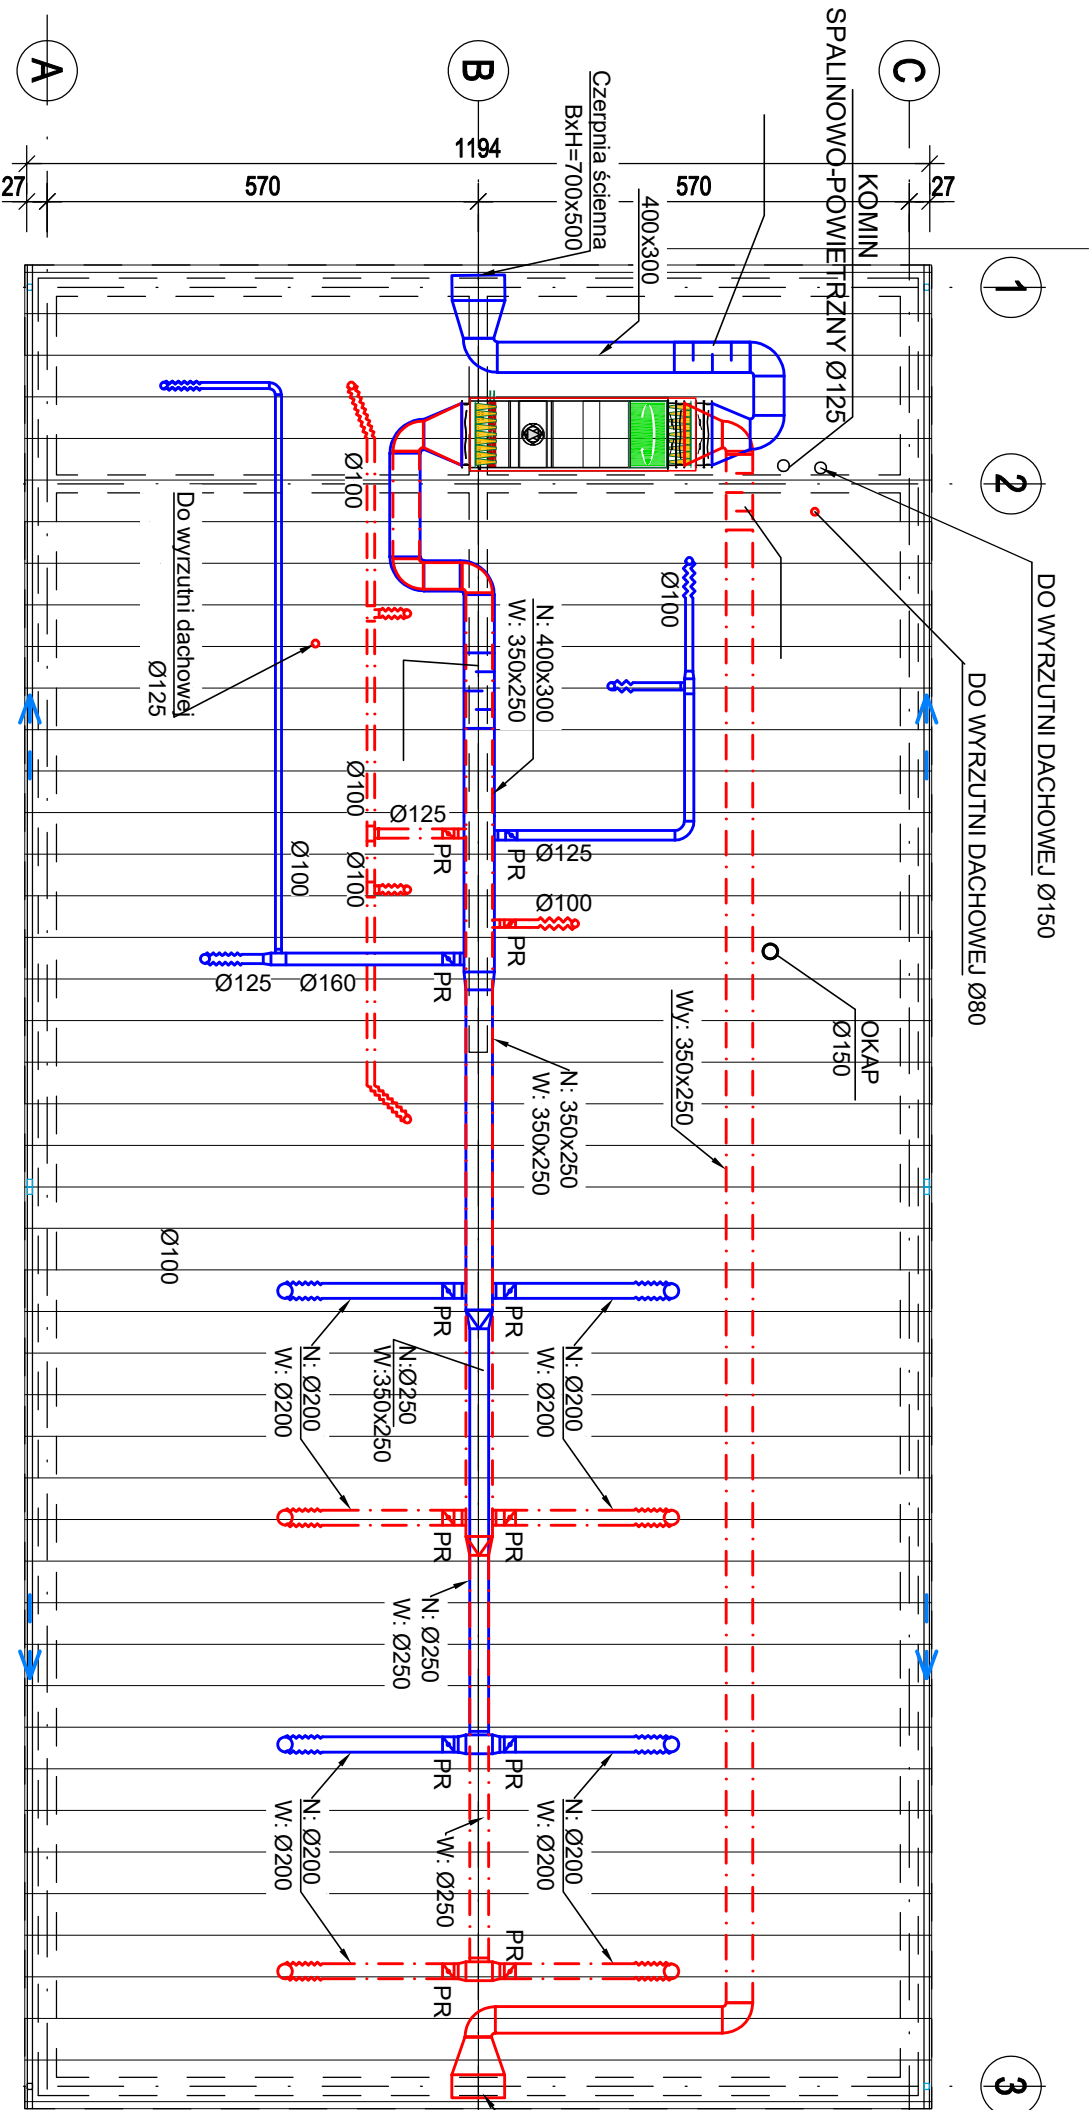 A
B
C
1
2
3
1194
27
570
570
27
KOMIN
SPALINOWO-POWIETRZNY Ø125
Czerpnia ścienna
BxH=700x500
400x300
DO WYRZUTNI DACHOWEJ Ø150
DO WYRZUTNI DACHOWEJ Ø80
OKAP
Ø150
Wy: 350x250
Ø100
N: 400x300
W: 350x250
Ø100
Do wyrzutni dachowej
Ø125
Ø100
Ø125
PR
PR
Ø125
Ø100
Ø100
Ø100
PR
PR
Ø125
Ø160
N: 350x250
W: 350x250
Ø100
PR
PR
N: Ø200
W: Ø200
N: Ø200
W: Ø200
N:Ø250
W:350x250
PR
PR
N: Ø250
W: Ø250
PR
PR
N: Ø200
W: Ø200
N: Ø200
W: Ø200
W: Ø250
PR
PR